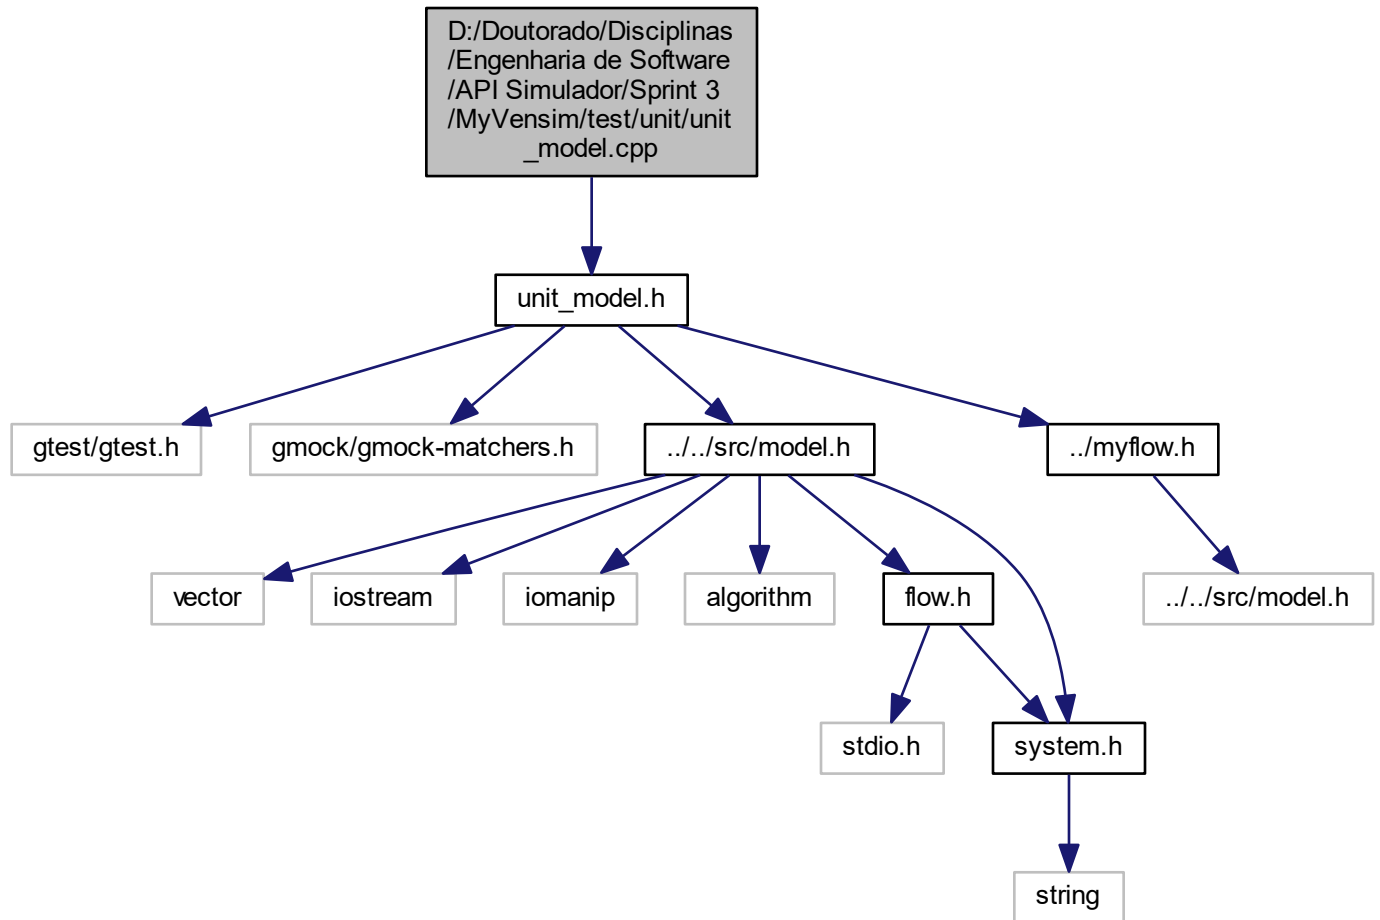 D:/Doutorado/Disciplinas
/Engenharia de Software
/API Simulador/Sprint 3
/MyVensim/test/unit/unit
_model.cpp
unit_model.h
gtest/gtest.h
gmock/gmock-matchers.h
../../src/model.h
../myflow.h
vector
iostream
iomanip
algorithm
flow.h
../../src/model.h
stdio.h
system.h
string